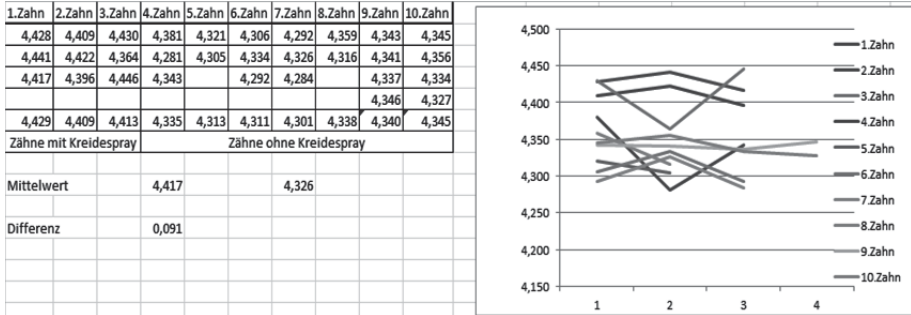 1.Zahn 2.Zahn 3.Zahn 4.Zahn 5.Zahn 6.Zahn 7.Zahn 8.Zahn 9.Zahn 10.Zahn
4,428 4,409 4,430 4,381 4,321 4,306 4,292 4,359 4,343 4,345
4,441 4,422 4,364 4,281 4,305 4,334 4,326 4,316 4,341 4,356
4,417 4,396 4,446 4,343 4,292 4,284 4,337 4,334
4,346 4,327
4,429 4,409 4,413 4,335 4,313 4,311 4,301 4,338 4,340 4,345
Zähne mit Kreidespray Zähne ohne Kreidespray
Mittelwert 4,417 4,326
Differenz 0,091
4,500
4,450
4,400
4,350
4,300
4,250
4,200
4,150
1 2 3 4
1.Zahn
2.Zahn
3.Zahn
4.Zahn
5.Zahn
6.Zahn
7.Zahn
8.Zahn
9.Zahn
10.Zahn